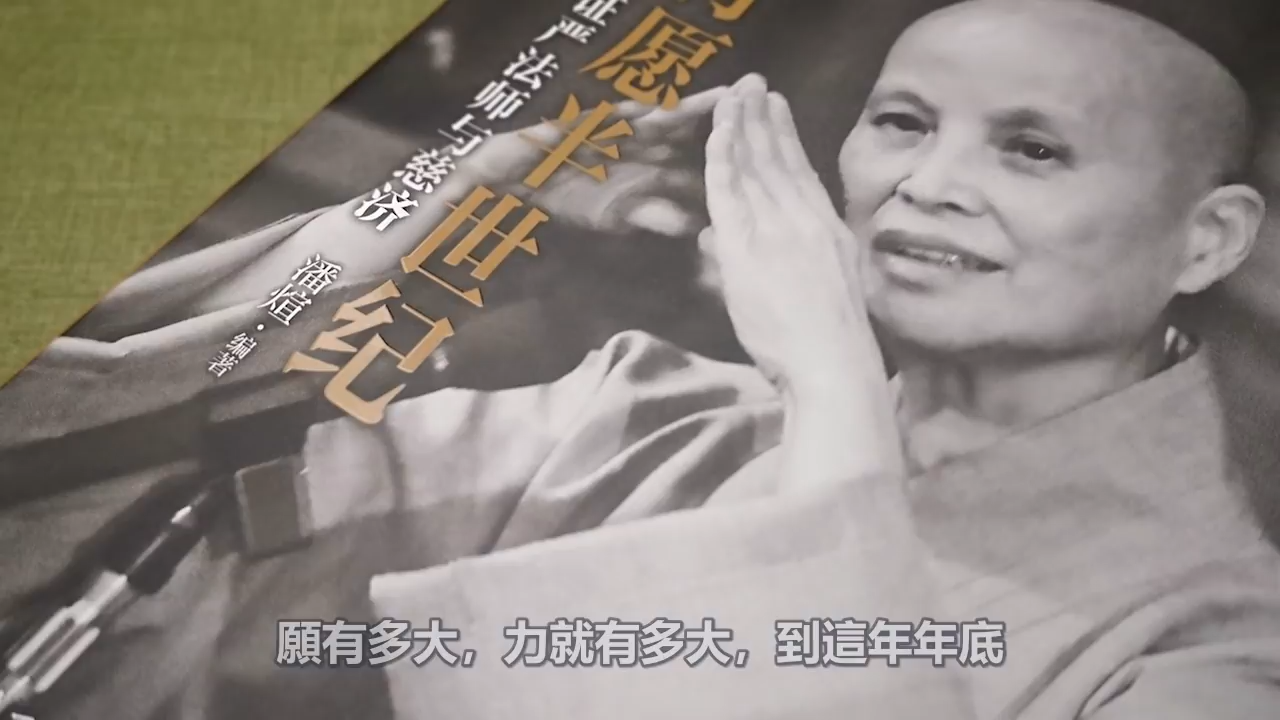 愿半世纪
证严法师与慈济
潘煊·编著
願有多大，力就有多大，到這年年底